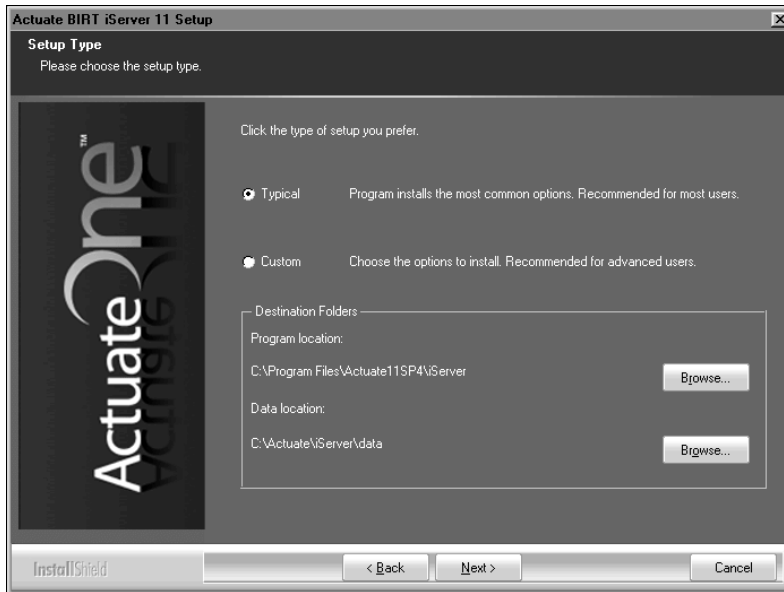 Actuate BIRT iServer 11 Setup
Setup Type
Please choose the setup type.
ActuateOne™
Click the type of setup you prefer.
Typical Program installs the most common options. Recommended for most users.
Custom Choose the options to install. Recommended for advanced users.
Destination Folders
Program location:
C:\Program Files\Actuate11SP4\iServer
Browse...
Data location:
C:\Actuate\iServer\data
Browse...
InstallShield
< Back Next > Cancel